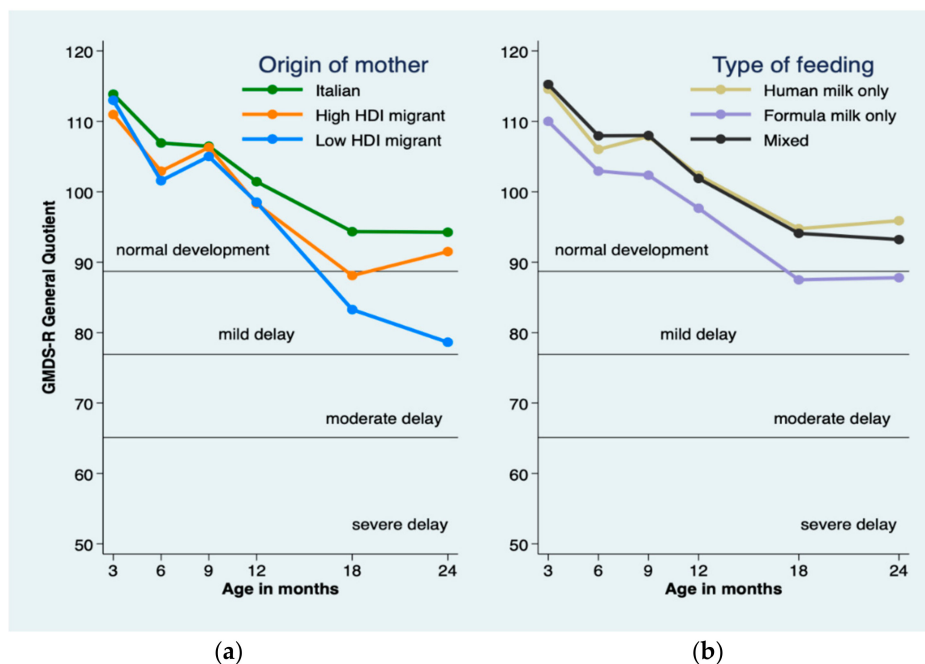 GMDS-R General Quotient
120
110
100
90
80
70
60
50
Origin of mother
Italian
High HDI migrant
Low HDI migrant
normal development
mild delay
moderate delay
severe delay
3 6 9 12 18 24
Age in months
(a)
120
110
100
90
80
70
60
50
Type of feeding
Human milk only
Formula milk only
Mixed
normal development
mild delay
moderate delay
severe delay
3 6 9 12 18 24
Age in months
(b)